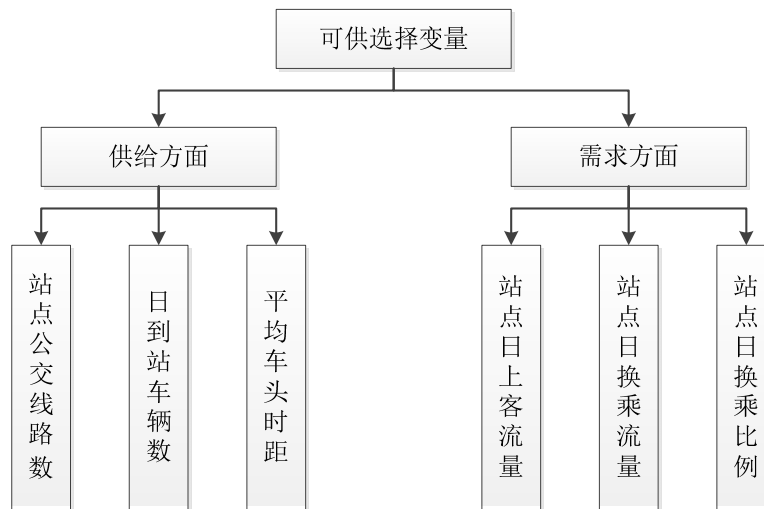 可供选择变量
供给方面
需求方面
站点公交线路数
日到站车辆数
平均车头时距
站点日上客流量
站点日换乘流量
站点日换乘比例